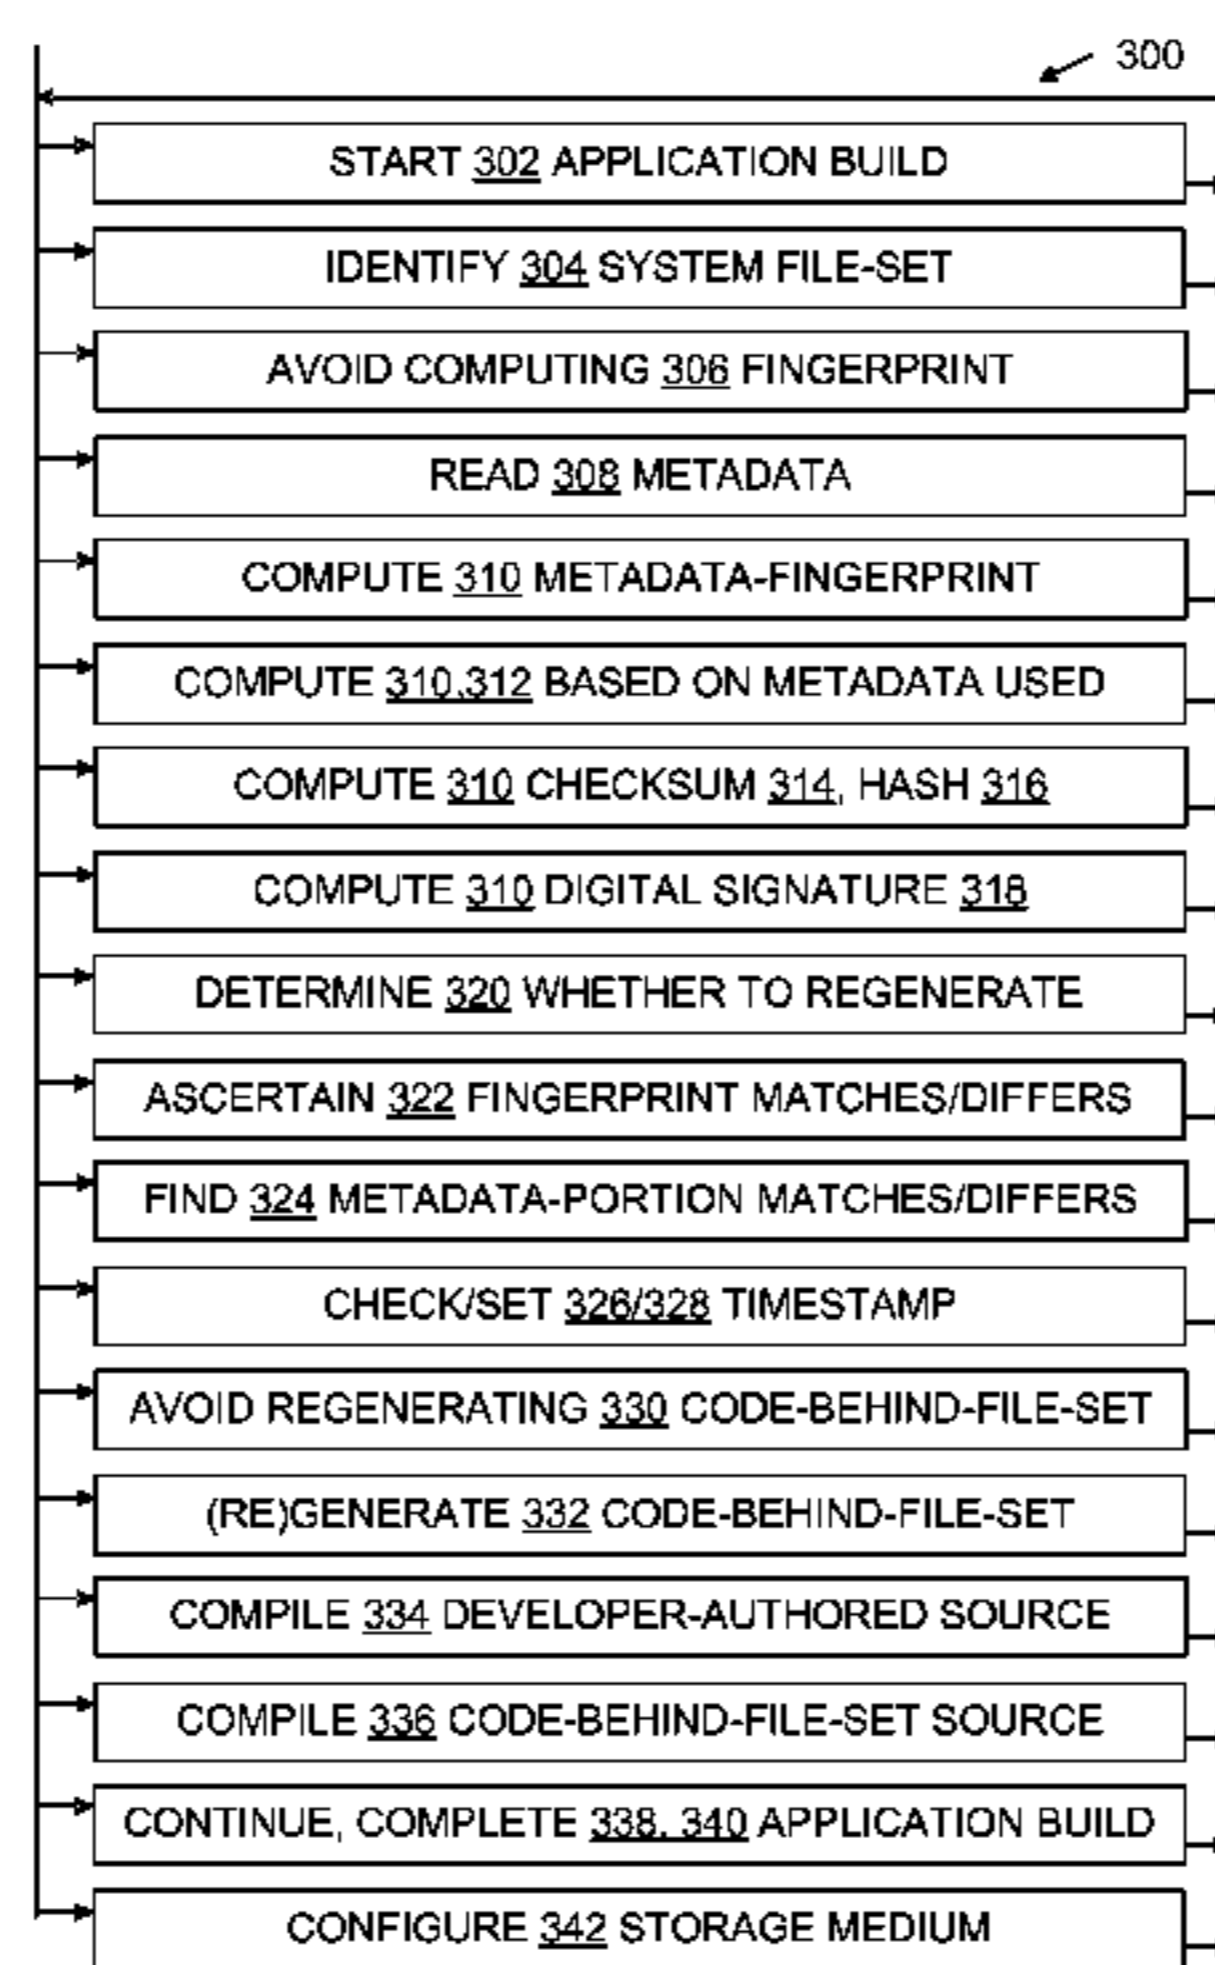 300
START 302 APPLICATION BUILD
IDENTIFY 304 SYSTEM FILE-SET
AVOID COMPUTING 306 FINGERPRINT
READ 308 METADATA
COMPUTE 310 METADATA-FINGERPRINT
COMPUTE 310,312 BASED ON METADATA USED
COMPUTE 310 CHECKSUM 314, HASH 316
COMPUTE 310 DIGITAL SIGNATURE 318
DETERMINE 320 WHETHER TO REGENERATE
ASCERTAIN 322 FINGERPRINT MATCHES/DIFFERS
FIND 324 METADATA-PORTION MATCHES/DIFFERS
CHECK/SET 326/328 TIMESTAMP
AVOID REGENERATING 330 CODE-BEHIND-FILE-SET
(RE)GENERATE 332 CODE-BEHIND-FILE-SET
COMPILE 334 DEVELOPER-AUTHORED SOURCE
COMPILE 336 CODE-BEHIND-FILE-SET SOURCE
CONTINUE, COMPLETE 338, 340 APPLICATION BUILD
CONFIGURE 342 STORAGE MEDIUM